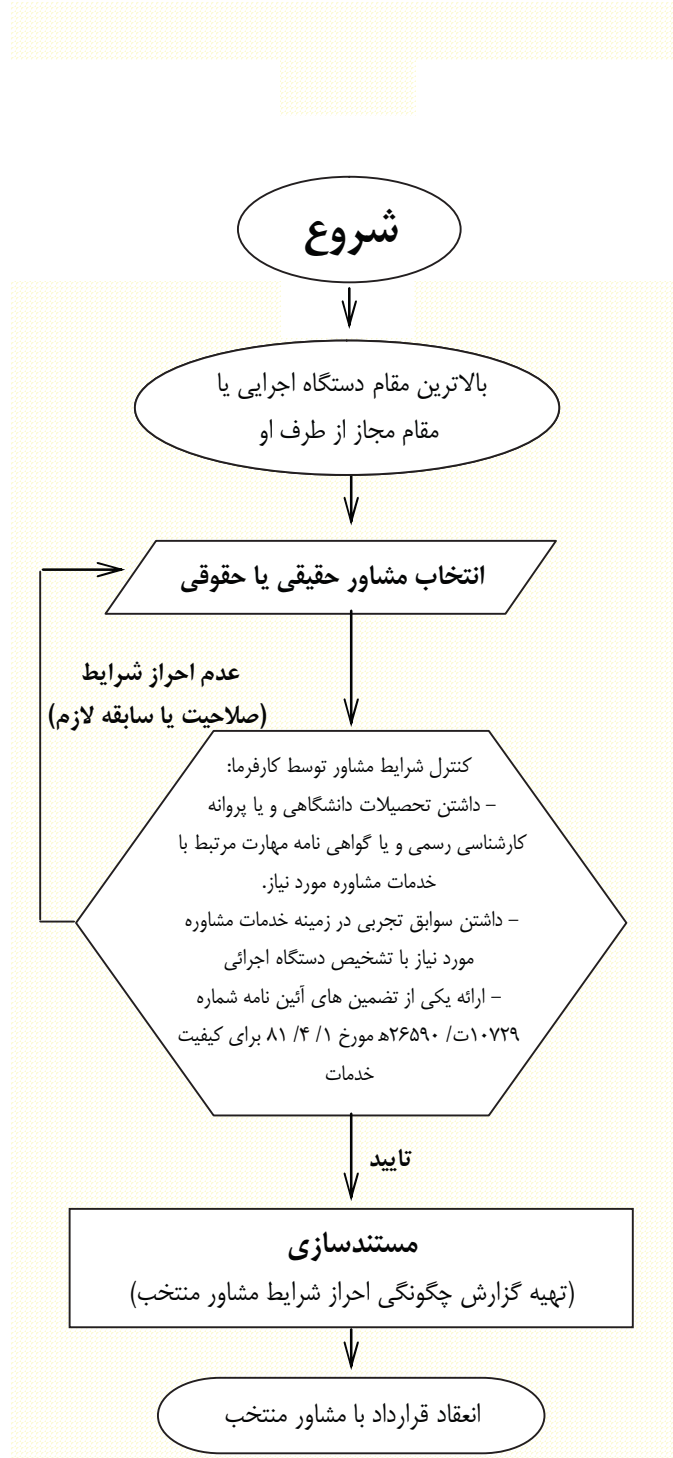 شروع
بالاترین مقام دستگاه اجرایی یا
مقام مجاز از طرف او
انتخاب مشاور حقیقی یا حقوقی
عدم احراز شرایط
(صلاحیت یا سابقه لازم)
کنترل شرایط مشاور توسط کارفرما:
– داشتن تحصیلات دانشگاهی و یا پروانه
کارشناسی رسمی و یا گواهی نامه مهارت مرتبط با
خدمات مشاوره مورد نیاز.
– داشتن سوابق تجربی در زمینه خدمات مشاوره
مورد نیاز با تشخیص دستگاه اجرائی
– ارائه یکی از تضمین های آئین نامه شماره
۱۰۷۲۹ت/ ۲۶۵۹۰ه مورخ ۱/ ۴/ ۸۱ برای کیفیت
خدمات
تایید
مستندسازی
(تهیه گزارش چگونگی احراز شرایط مشاور منتخب)
انعقاد قرارداد با مشاور منتخب